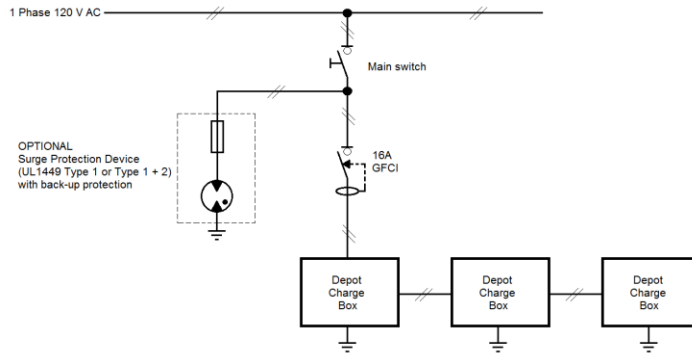 1 Phase 120 V AC
Main switch
OPTIONAL
Surge Protection Device
(UL1449 Type 1 or Type 1 + 2)
with back-up protection
16A
GFCI
Depot
Charge
Box
Depot
Charge
Box
Depot
Charge
Box